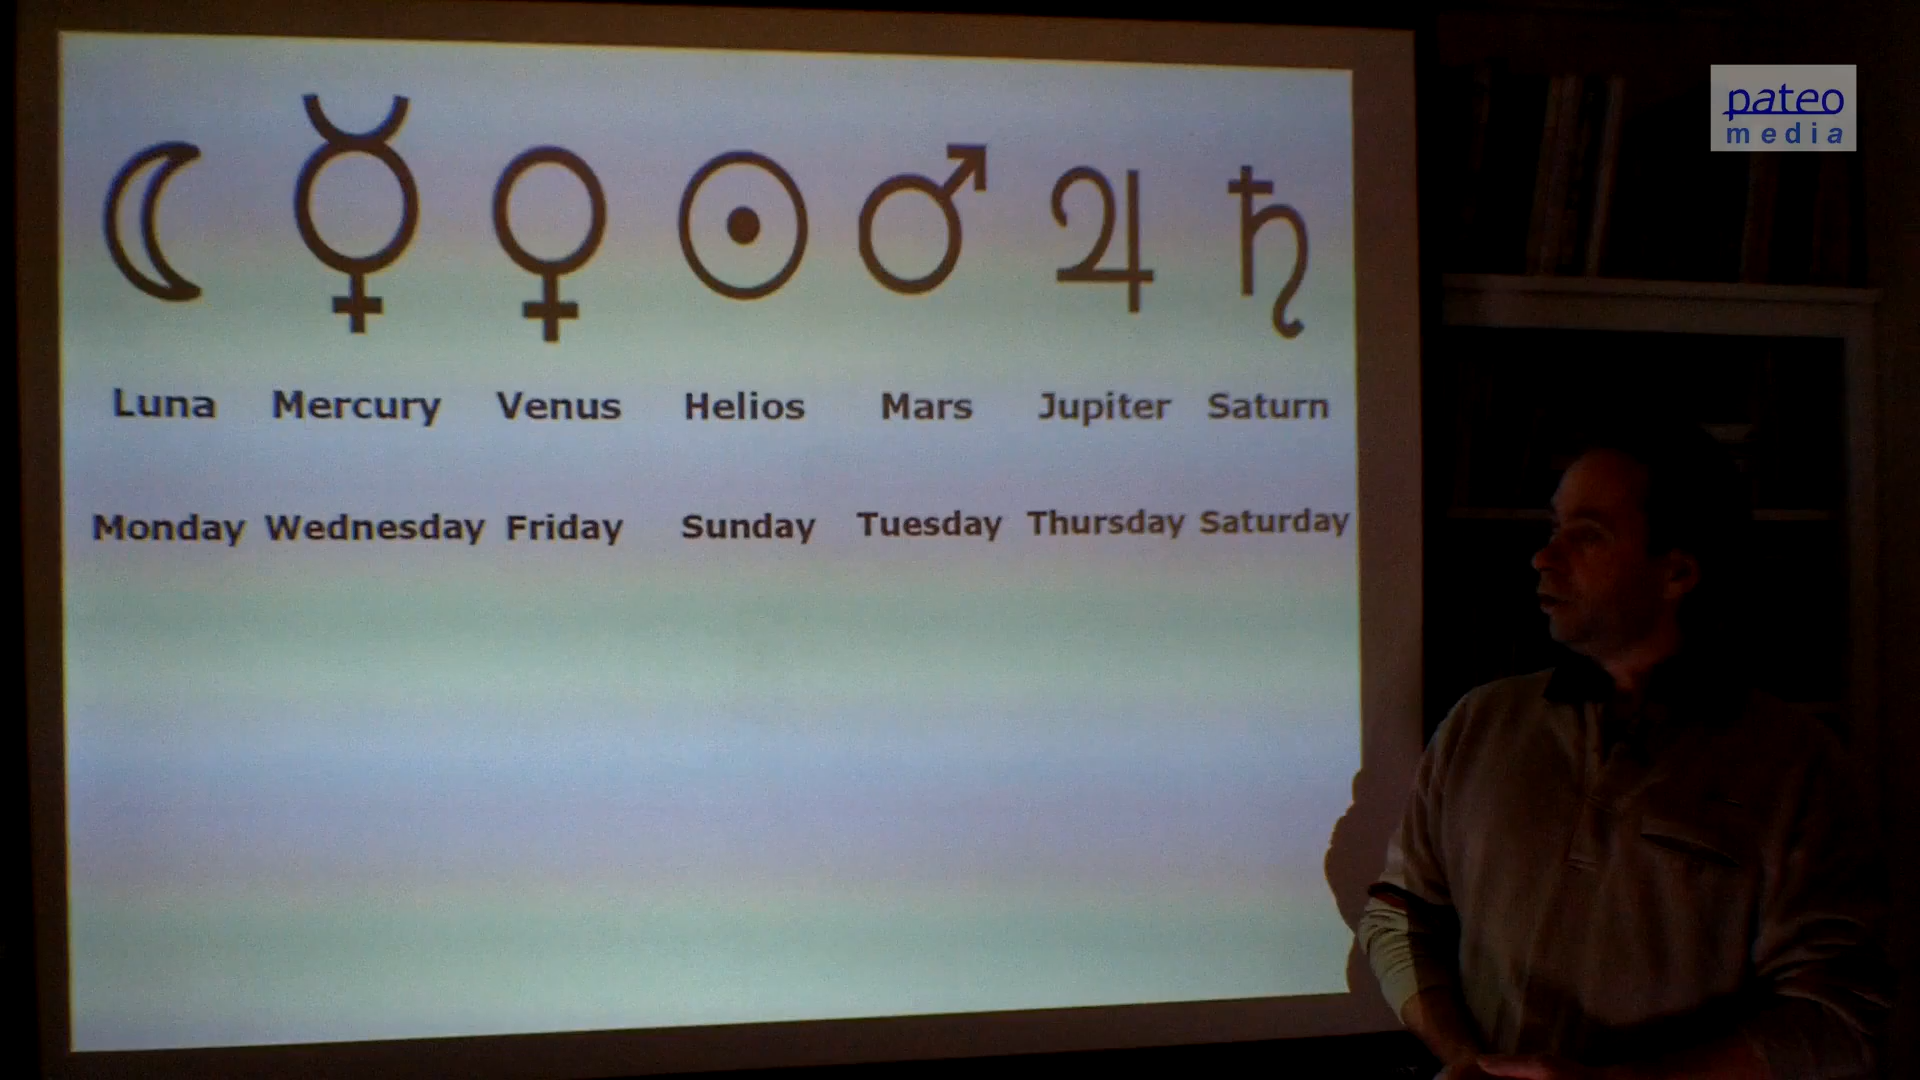 pateo
media
Luna Mercury Venus Helios Mars Jupiter Saturn
Monday Wednesday Friday Sunday Tuesday Thursday Saturday